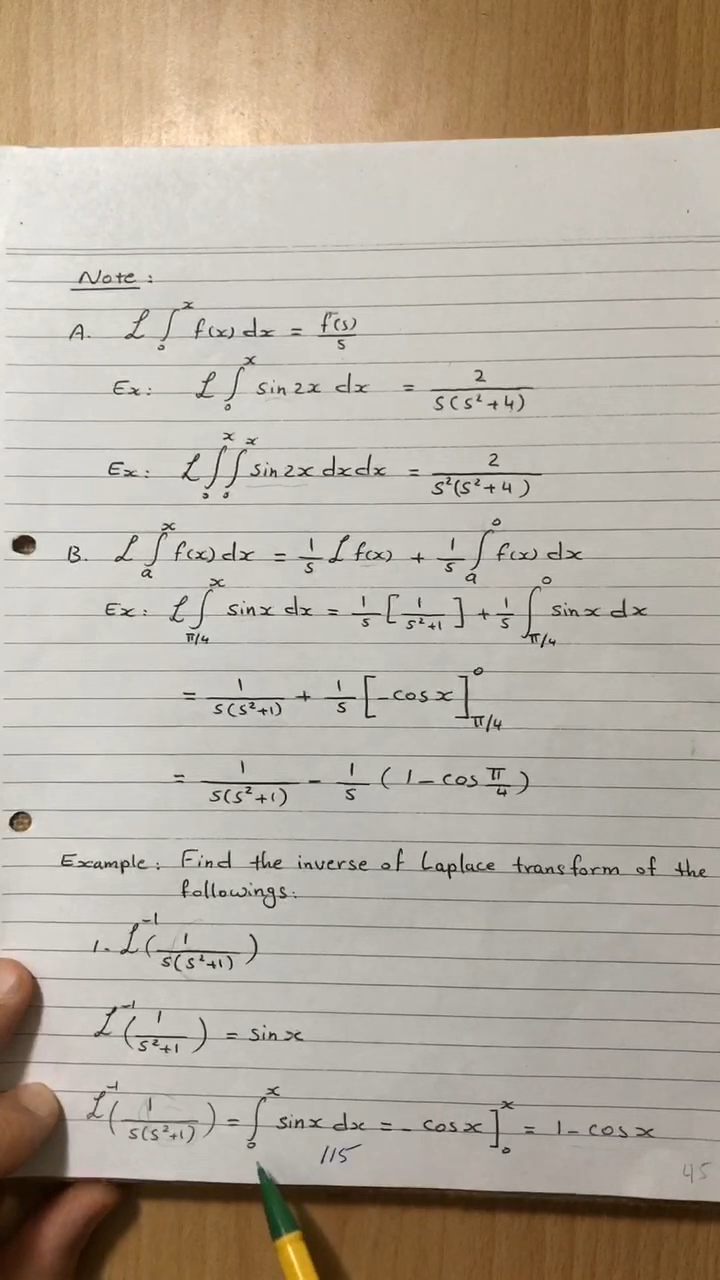 Note:
A. ℒ∫₀ˣ f(x) dx = f̄(s)/s
Ex: ℒ∫₀ˣ sin 2x dx = 2/(s(s²+4))
Ex: ℒ∫₀ˣ∫₀ˣ sin 2x dx dx = 2/(s²(s²+4))
B. ℒ∫ₐˣ f(x) dx = 1/s ℒ f(x) + 1/s ∫ₐ⁰ f(x) dx
Ex: ℒ∫_{π/4}^{x} sin x dx = 1/s [1/(s²+1)] + 1/s ∫_{π/4}^{0} sin x dx
= 1/(s(s²+1)) + 1/s [-cos x]_{π/4}^{0}
= 1/(s(s²+1)) - 1/s (1 - cos π/4)
Example: Find the inverse of Laplace transform of the
followings:
1. ℒ⁻¹(1/(s(s²+1)))
ℒ⁻¹(1/(s²+1)) = sin x
ℒ⁻¹(1/(s(s²+1))) = ∫₀ˣ sin x dx = -cos x]₀ˣ = 1 - cos x
115
45